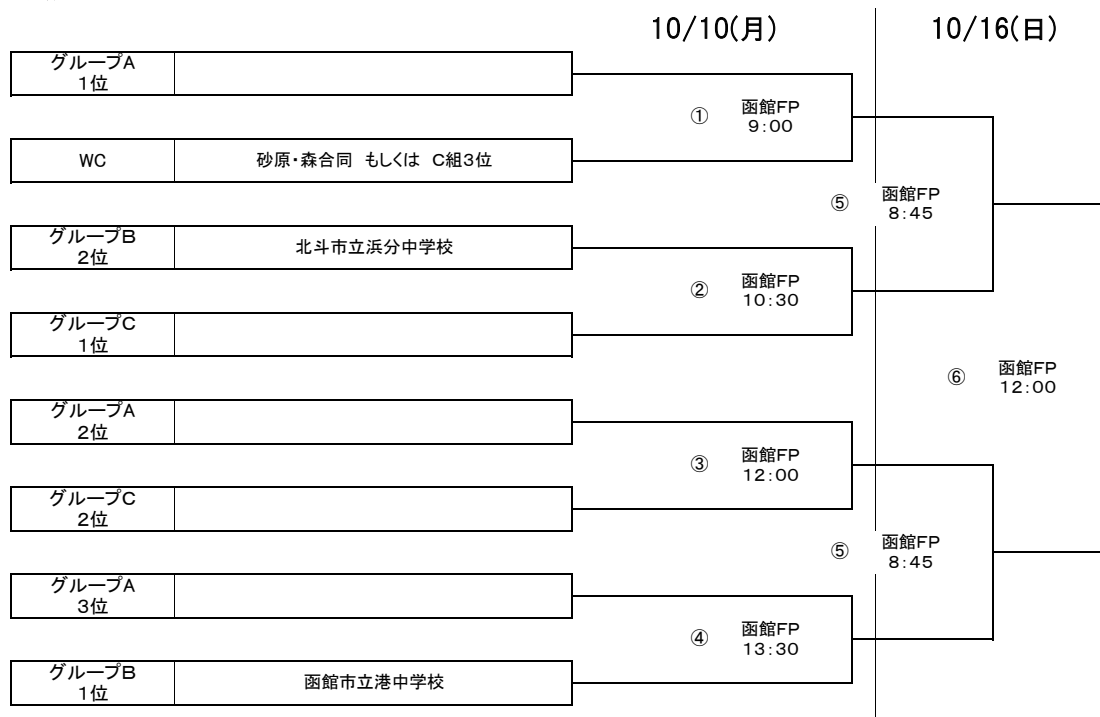 10/10(月)
10/16(日)
グループA
1位
①
函館FP
9:00
WC
砂原・森合同 もしくは C組3位
⑤
函館FP
8:45
グループB
2位
北斗市立浜分中学校
②
函館FP
10:30
グループC
1位
⑥
函館FP
12:00
グループA
2位
③
函館FP
12:00
グループC
2位
⑤
函館FP
8:45
グループA
3位
④
函館FP
13:30
グループB
1位
函館市立港中学校